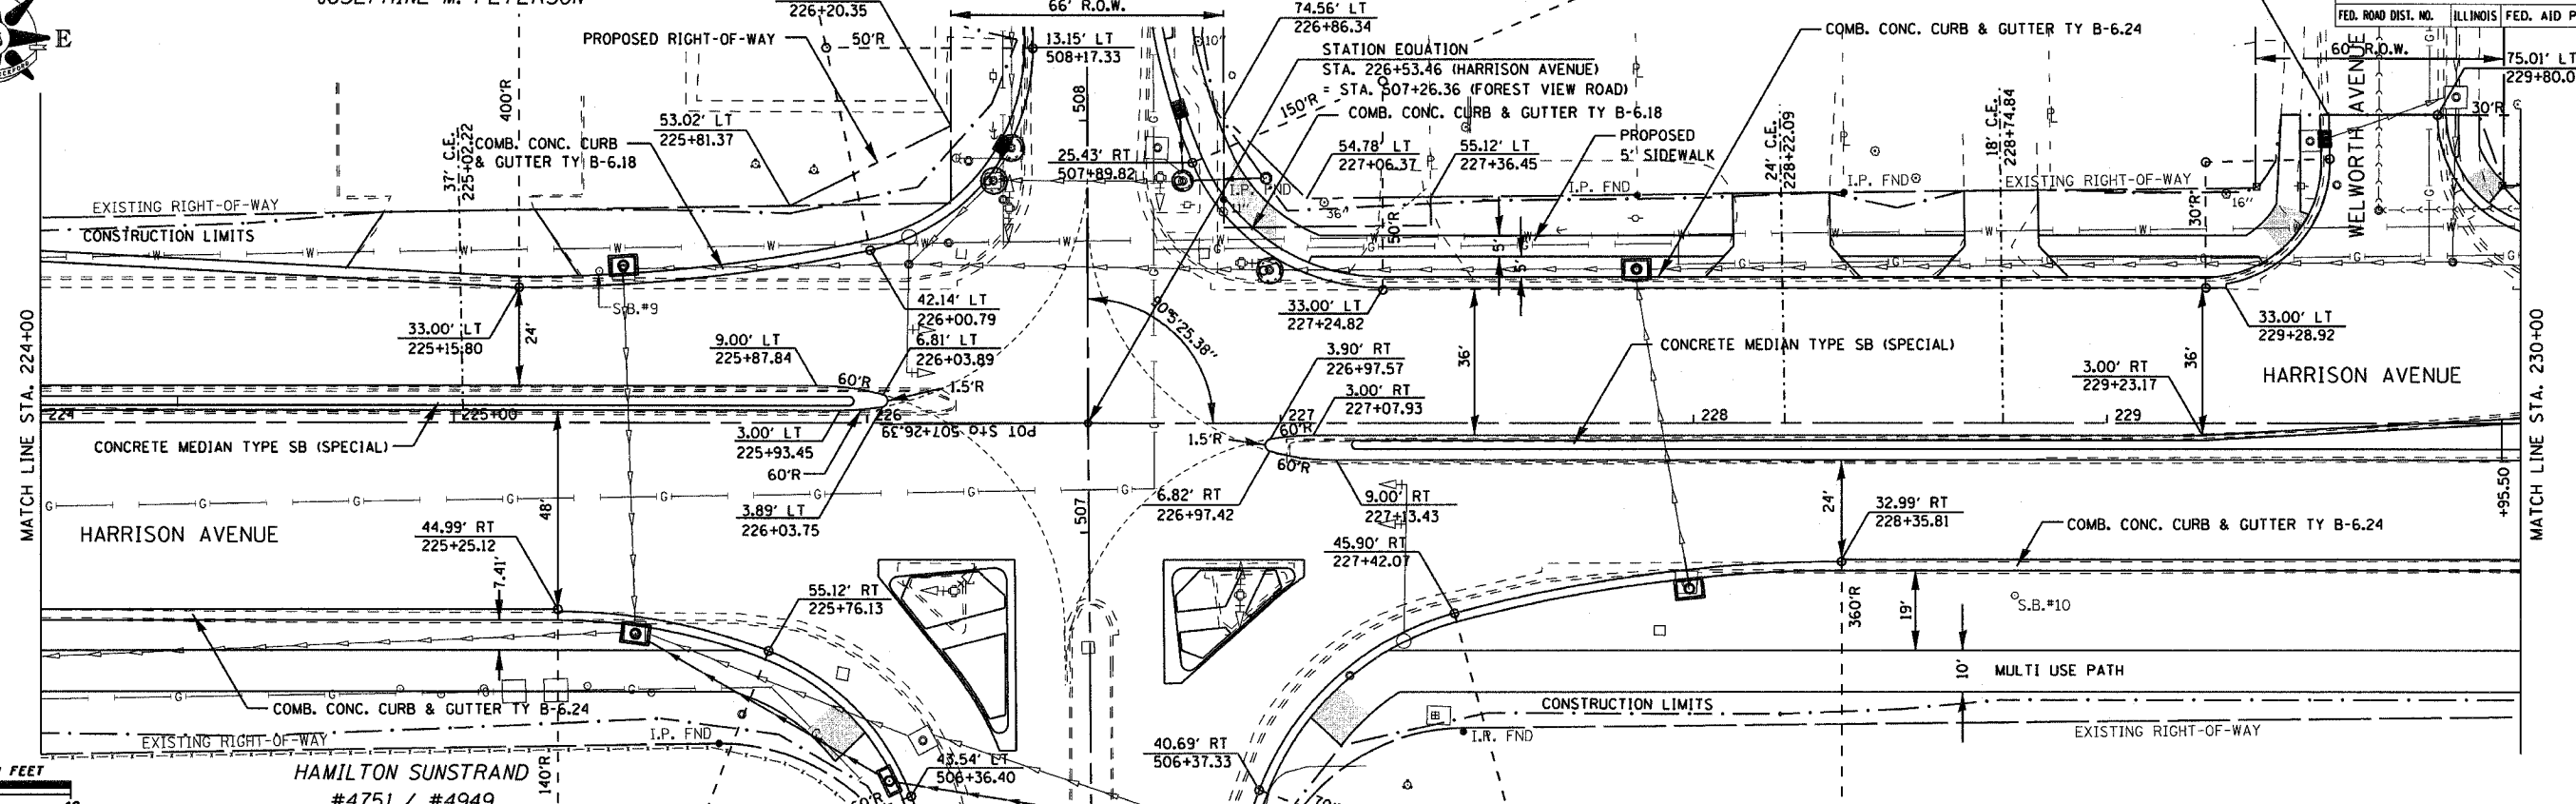 JOSEPHINE M. PETERSON
E
226+20.35
66' R.O.W.
74.56' LT
226+86.34
FED. ROAD DIST. NO.
ILLINOIS
FED. AID P
PROPOSED RIGHT-OF-WAY
50'R
13.15' LT
508+17.33
10"
STATION EQUATION
STA. 226+53.46 (HARRISON AVENUE)
= STA. 507+26.36 (FOREST VIEW ROAD)
COMB. CONC. CURB & GUTTER TY B-6.24
60' R.O.W.
75.01' LT
229+80.0
WELWORTH AVENUE
30'R
400'R
508
150'R
COMB. CONC. CURB & GUTTER TY B-6.18
53.02' LT
225+81.37
37' C.E.
225+02.22
COMB. CONC. CURB
& GUTTER TY B-6.18
25.43' RT
507+89.82
54.78' LT
227+06.37
55.12' LT
227+36.45
PROPOSED
5' SIDEWALK
24' C.E.
228+22.09
18' C.E.
228+74.84
I.P. FND
I.P. FND
I.P. FND
EXISTING RIGHT-OF-WAY
EXISTING RIGHT-OF-WAY
CONSTRUCTION LIMITS
11"
36"
50'R
5'
5'
30'R
16"
S.B.#9
33.00' LT
225+15.80
24'
42.14' LT
226+00.79
90°5'25.38"
33.00' LT
227+24.82
33.00' LT
229+28.92
9.00' LT
225+87.84
6.81' LT
226+03.89
3.90' RT
226+97.57
36'
CONCRETE MEDIAN TYPE SB (SPECIAL)
36'
60'R
1.5'R
3.00' RT
227+07.93
3.00' RT
229+23.17
HARRISON AVENUE
MATCH LINE STA. 224+00
MATCH LINE STA. 230+00
224
225+00
226
POT Sta 507+26.39
227
228
229
CONCRETE MEDIAN TYPE SB (SPECIAL)
3.00' LT
225+93.45
60'R
1.5'R
60'R
60'R
48'
3.89' LT
226+03.75
507
6.82' RT
226+97.42
9.00' RT
227+13.43
24'
32.99' RT
228+35.81
+95.50
HARRISON AVENUE
44.99' RT
225+25.12
45.90' RT
227+42.07
COMB. CONC. CURB & GUTTER TY B-6.24
7.41'
55.12' RT
225+76.13
360'R
19'
S.B.#10
10'
MULTI USE PATH
COMB. CONC. CURB & GUTTER TY B-6.24
CONSTRUCTION LIMITS
EXISTING RIGHT-OF-WAY
I.P. FND
I.R. FND
EXISTING RIGHT-OF-WAY
FEET
HAMILTON SUNSTRAND
#4751 / #4949
140'R
43.54' LT
506+36.40
40.69' RT
506+37.33